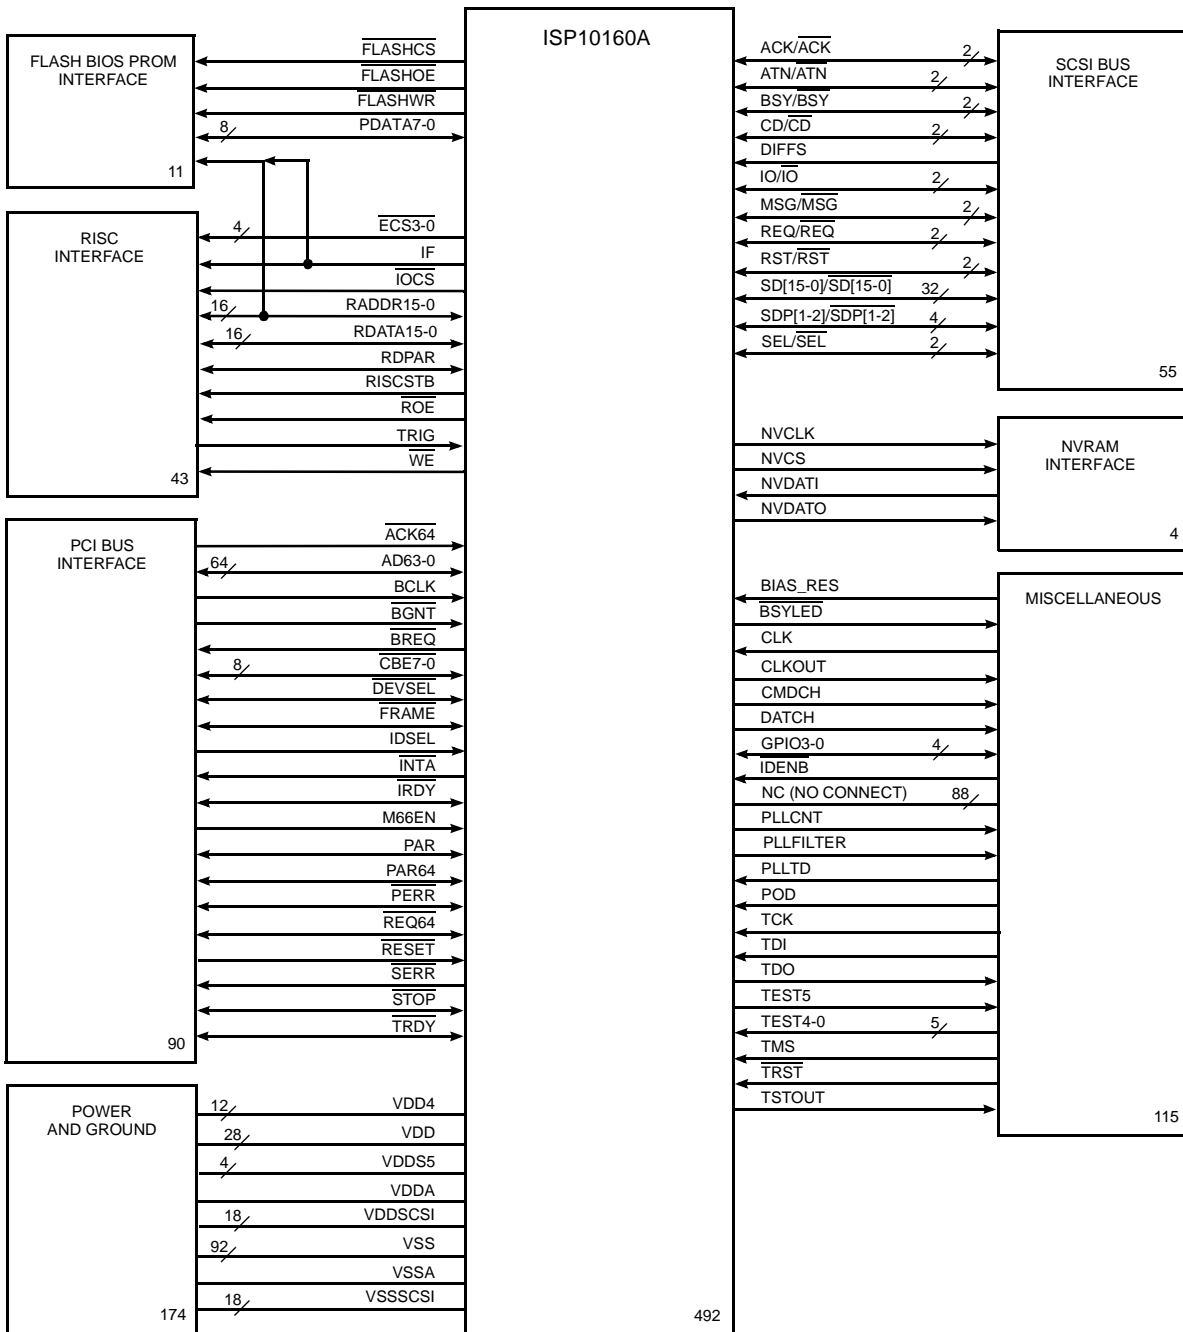 ISP10160A
FLASH BIOS PROM
INTERFACE
11
FLASHCS
FLASHOE
FLASHWR
8 PDATA7-0
RISC
INTERFACE
43
4 ECS3-0
IF
IOCS
16 RADDR15-0
16 RDATA15-0
RDPAR
RISCSTB
ROE
TRIG
WE
PCI BUS
INTERFACE
90
ACK64
64 AD63-0
BCLK
BGNT
BREQ
8 CBE7-0
DEVSEL
FRAME
IDSEL
INTA
IRDY
M66EN
PAR
PAR64
PERR
REQ64
RESET
SERR
STOP
TRDY
POWER
AND GROUND
174
12 VDD4
28 VDD
4 VDDS5
VDDA
18 VDDSCSI
92 VSS
VSSA
18 VSSSCSI
492
ACK/ACK 2
ATN/ATN 2
BSY/BSY 2
CD/CD 2
DIFFS
IO/IO 2
MSG/MSG 2
REQ/REQ 2
RST/RST 2
SD[15-0]/SD[15-0] 32
SDP[1-2]/SDP[1-2] 4
SEL/SEL 2
SCSI BUS
INTERFACE
55
NVCLK
NVCS
NVDATI
NVDATO
NVRAM
INTERFACE
4
BIAS_RES
BSYLED
CLK
CLKOUT
CMDCH
DATCH
GPIO3-0 4
IDENB
NC (NO CONNECT) 88
PLLCNT
PLLFILTER
PLLTD
POD
TCK
TDI
TDO
TEST5
TEST4-0 5
TMS
TRST
TSTOUT
MISCELLANEOUS
115